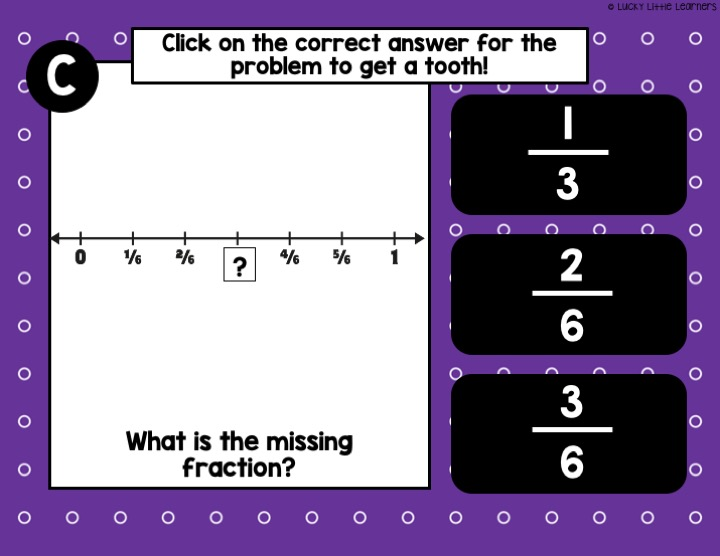 © Lucky Little Learners
Click on the correct answer for the
problem to get a tooth!
C
0 1/6 2/6 ? 4/6 5/6 1
What is the missing
fraction?
1
3
2
6
3
6